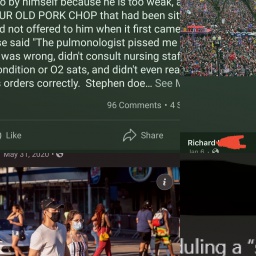 o by himself because he is too weak, a
UR OLD PORK CHOP that had been sit
d not offered to him when it first came
se said "The pulmonologist pissed me
was wrong, didn't consult nursing staf
ondition or O2 sats, and didn't even rea
s orders correctly. Stephen doe... See M
96 Comments • 4 S
Like
Share
May 31, 2020 •
Richard
Jan 6 •
duling a "s